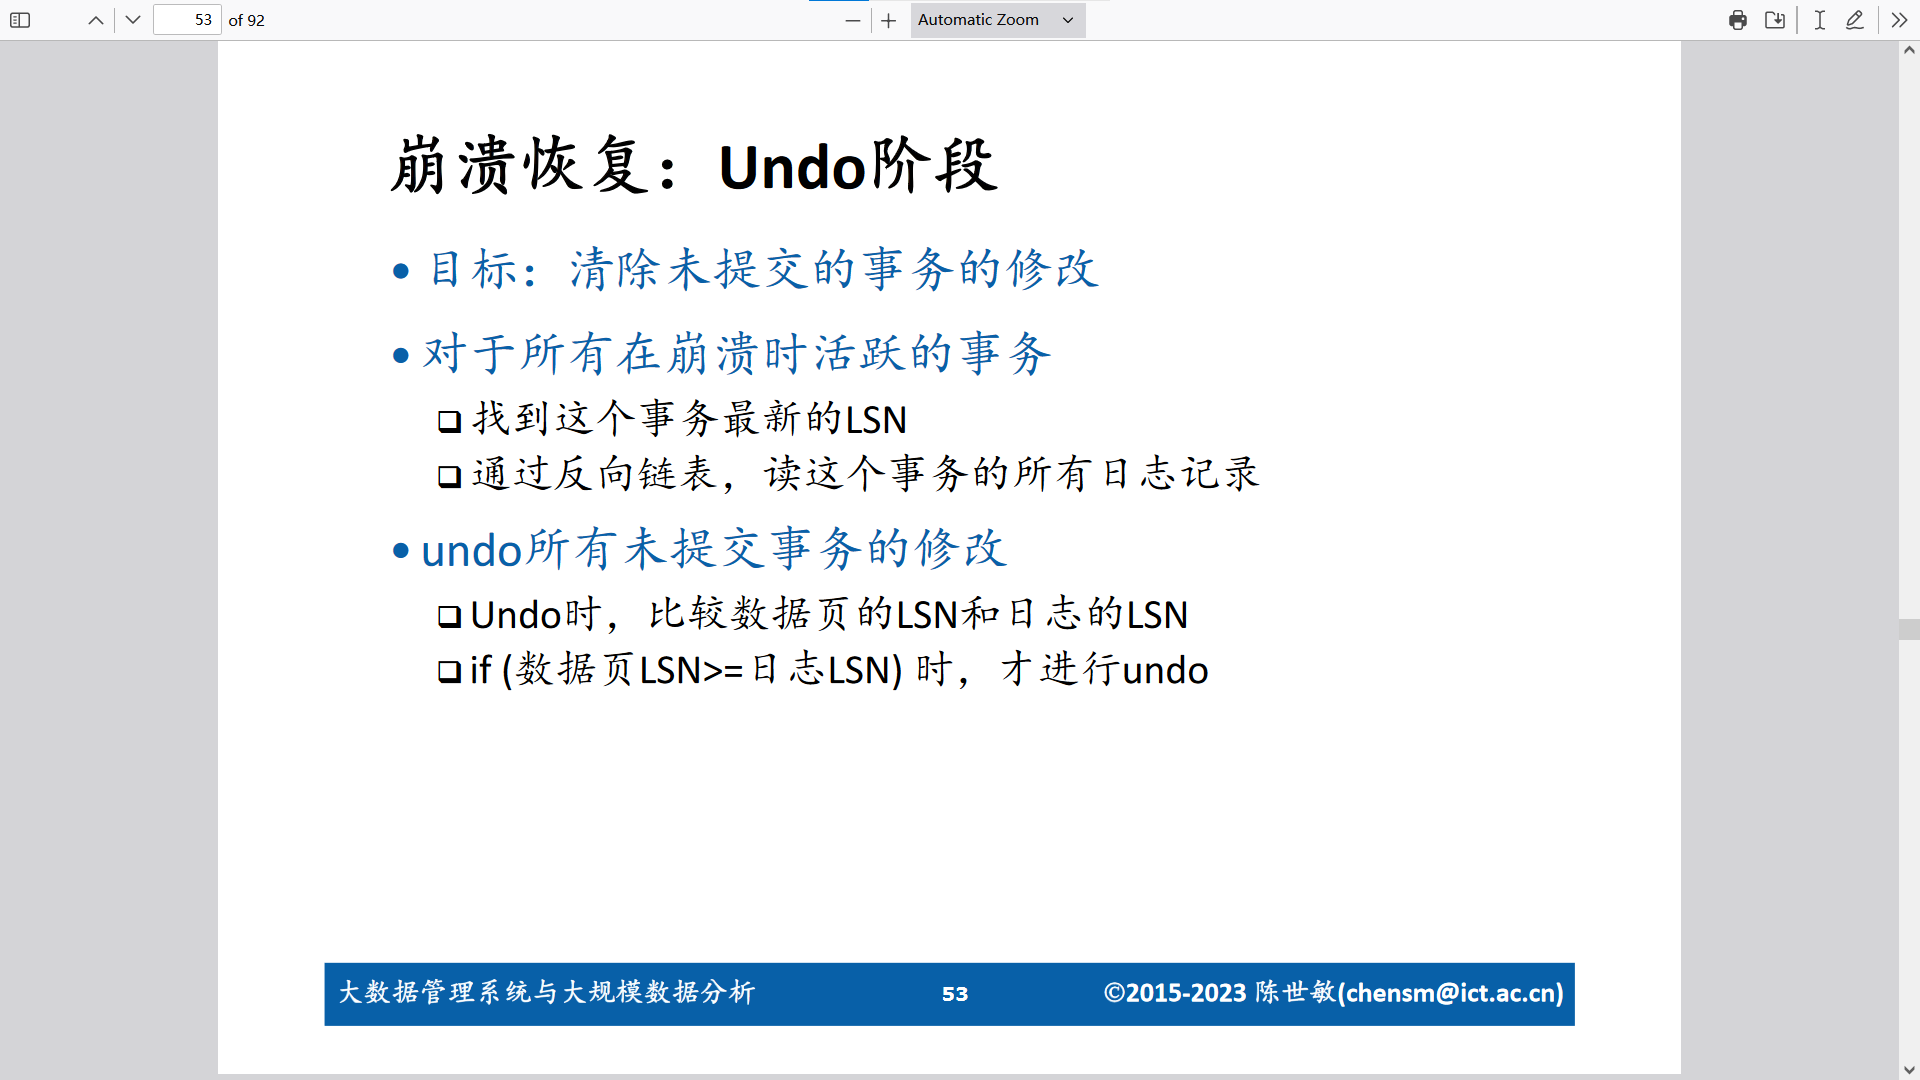 53 of 92
Automatic Zoom
崩溃恢复：Undo阶段
• 目标：清除未提交的事务的修改
• 对于所有在崩溃时活跃的事务
❑ 找到这个事务最新的LSN
❑ 通过反向链表，读这个事务的所有日志记录
• undo所有未提交事务的修改
❑ Undo时，比较数据页的LSN和日志的LSN
❑ if (数据页LSN>=日志LSN) 时，才进行undo
大数据管理系统与大规模数据分析
53
©2015-2023 陈世敏(chensm@ict.ac.cn)